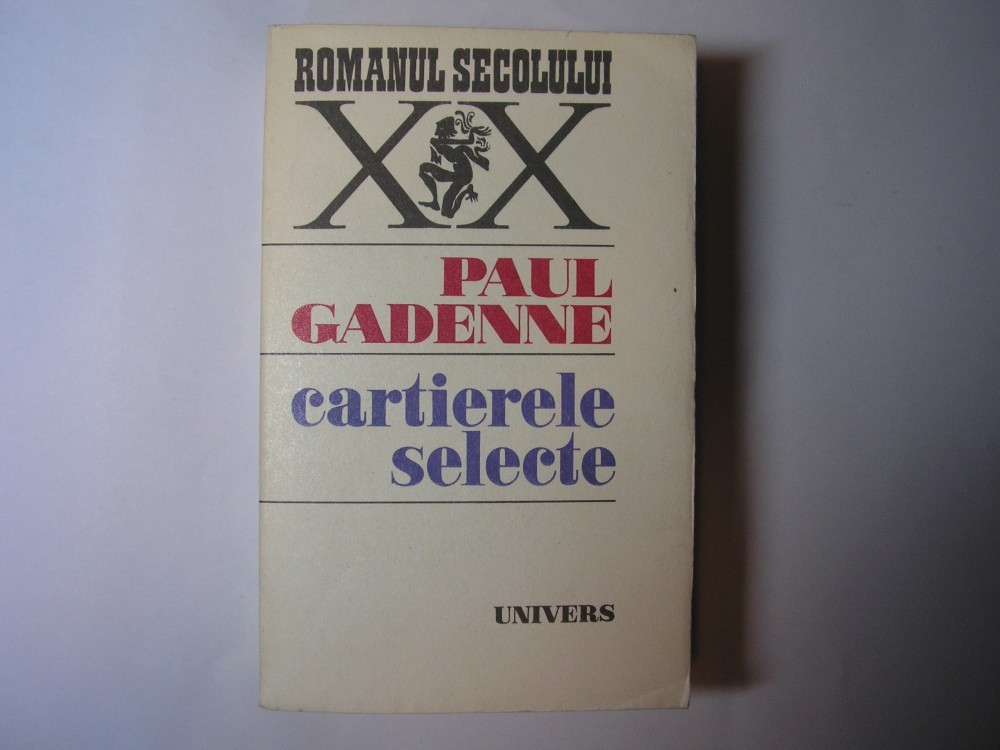 ROMANUL SECOLULUI
XX
PAUL
GADENNE
cartierele
selecte
UNIVERS